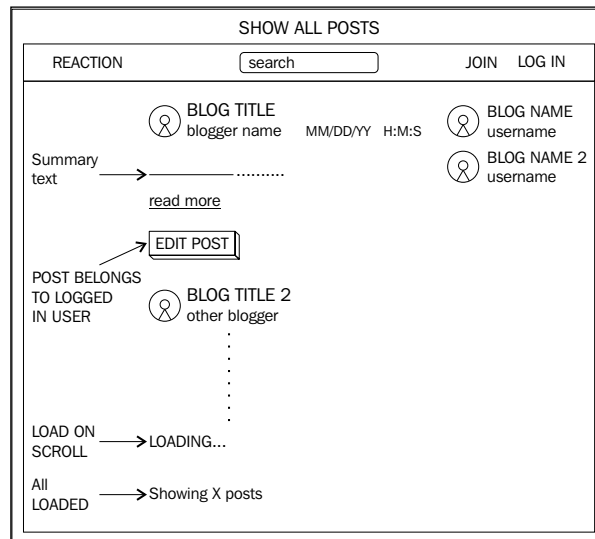 SHOW ALL POSTS
REACTION search JOIN LOG IN
BLOG TITLE
blogger name MM/DD/YY H:M:S
BLOG NAME
username
BLOG NAME 2
username
Summary
text
read more
EDIT POST
POST BELONGS
TO LOGGED
IN USER
BLOG TITLE 2
other blogger
LOAD ON
SCROLL
LOADING...
All
LOADED
Showing X posts